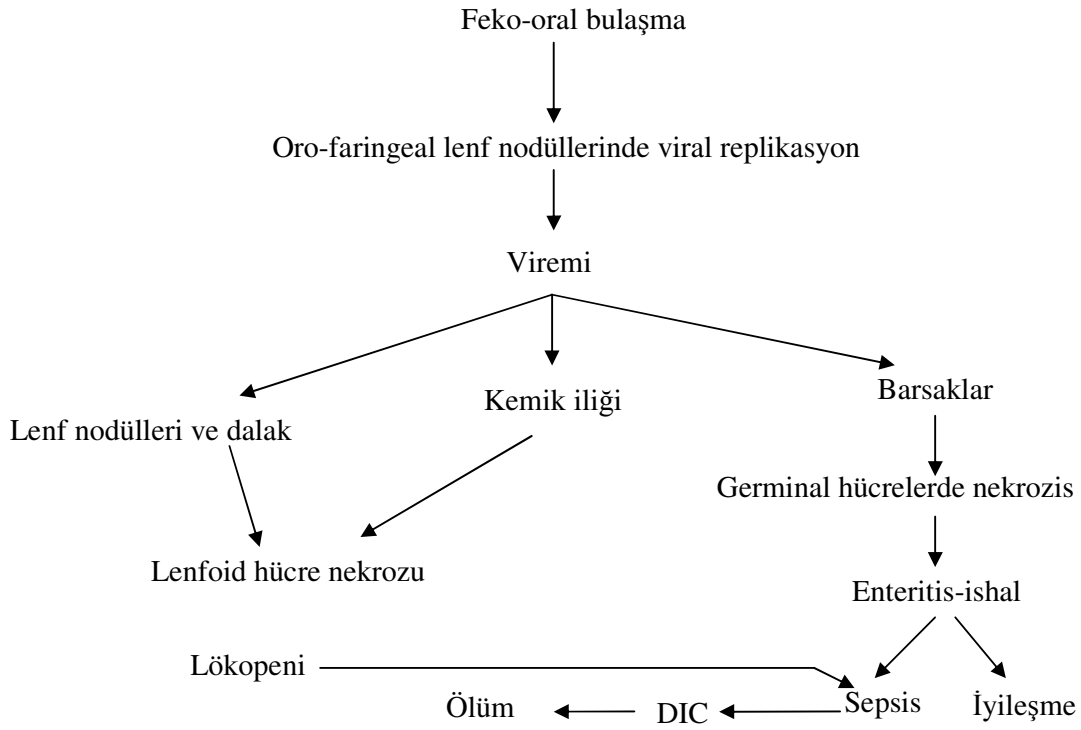 Feko-oral bulaşma
Oro-faringeal lenf nodüllerinde viral replikasyon
Viremi
Lenf nodülleri ve dalak
Kemik iliği
Barsaklar
Germinal hücrelerde nekrozis
Lenfoid hücre nekrozu
Enteritis-ishal
Lökopeni
Ölüm
DIC
Sepsis
İyileşme